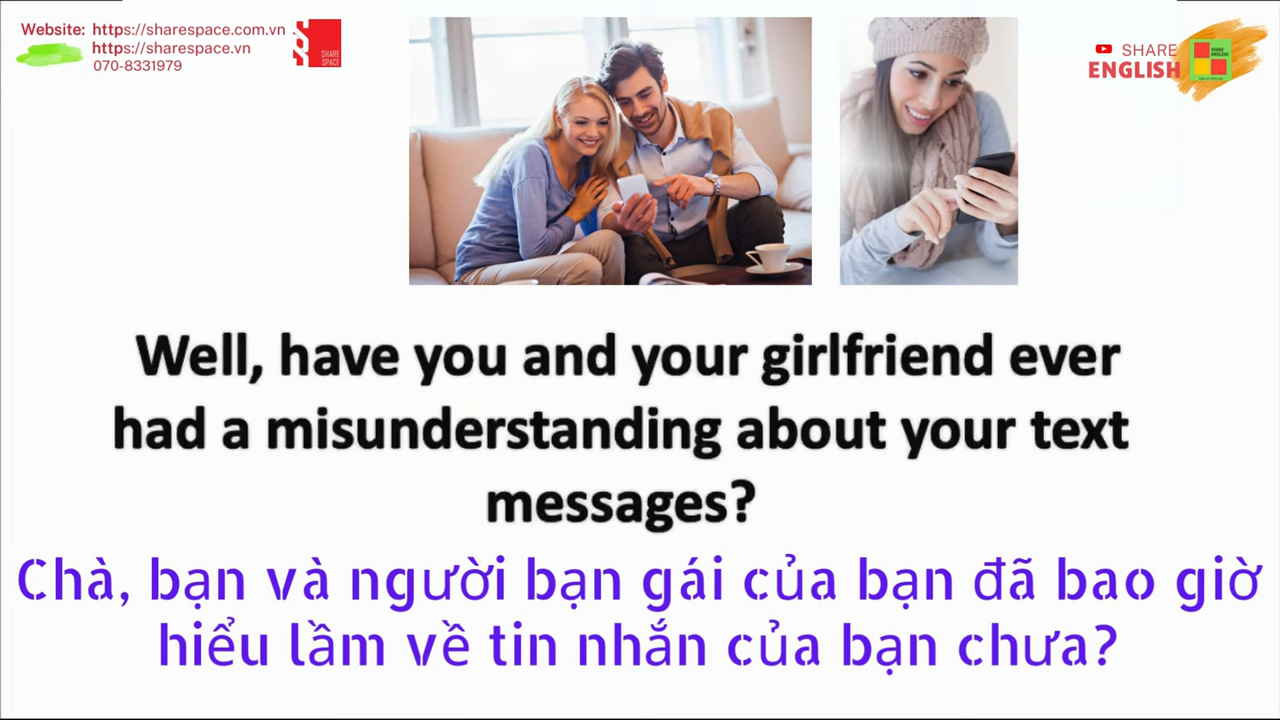 Website: https://sharespace.com.vn
https://sharespace.vn
070-8331979
SHARE
SPACE
SHARE
ENGLISH
Well, have you and your girlfriend ever
had a misunderstanding about your text
messages?
Chà, bạn và người bạn gái của bạn đã bao giờ
hiểu lầm về tin nhắn của bạn chưa?